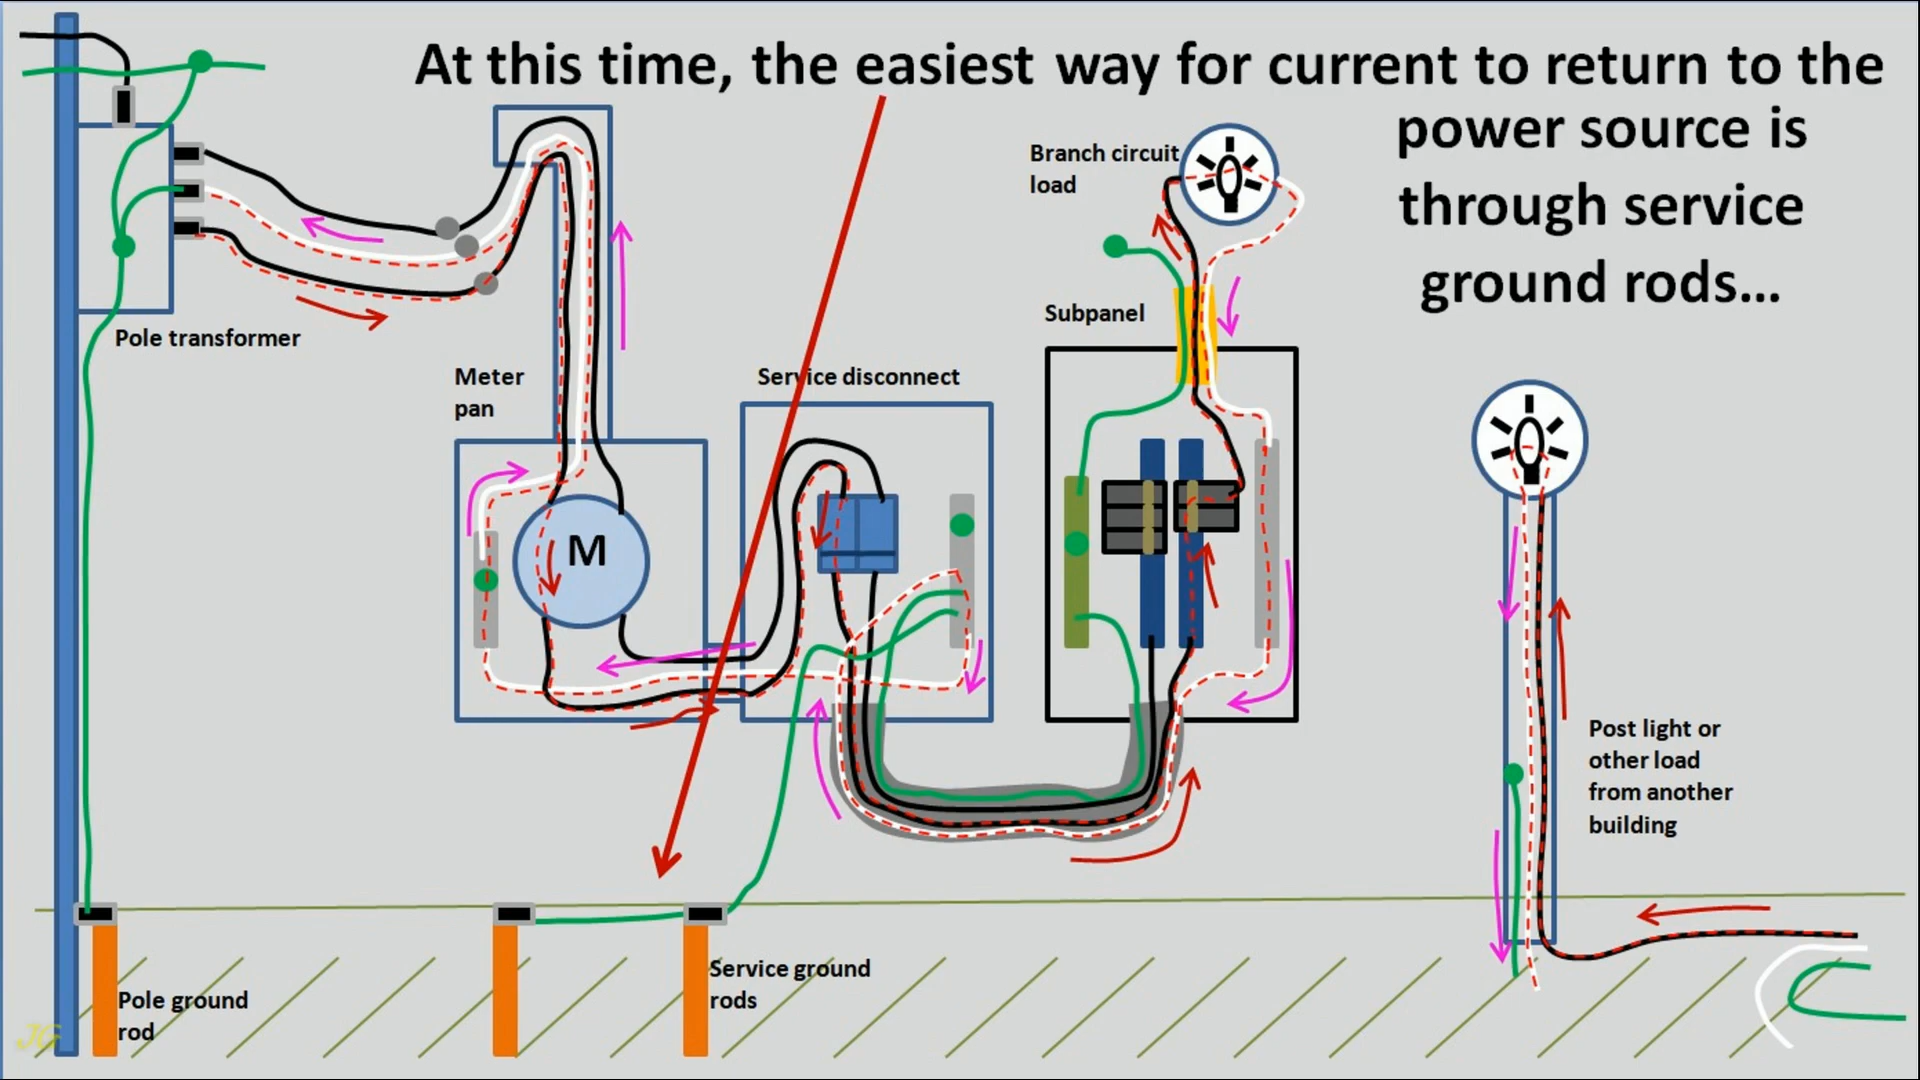 At this time, the easiest way for current to return to the
power source is
through service
ground rods...
Branch circuit
load
Subpanel
Pole transformer
Meter
pan
Service disconnect
M
Post light or
other load
from another
building
Service ground
rods
Pole ground
rod